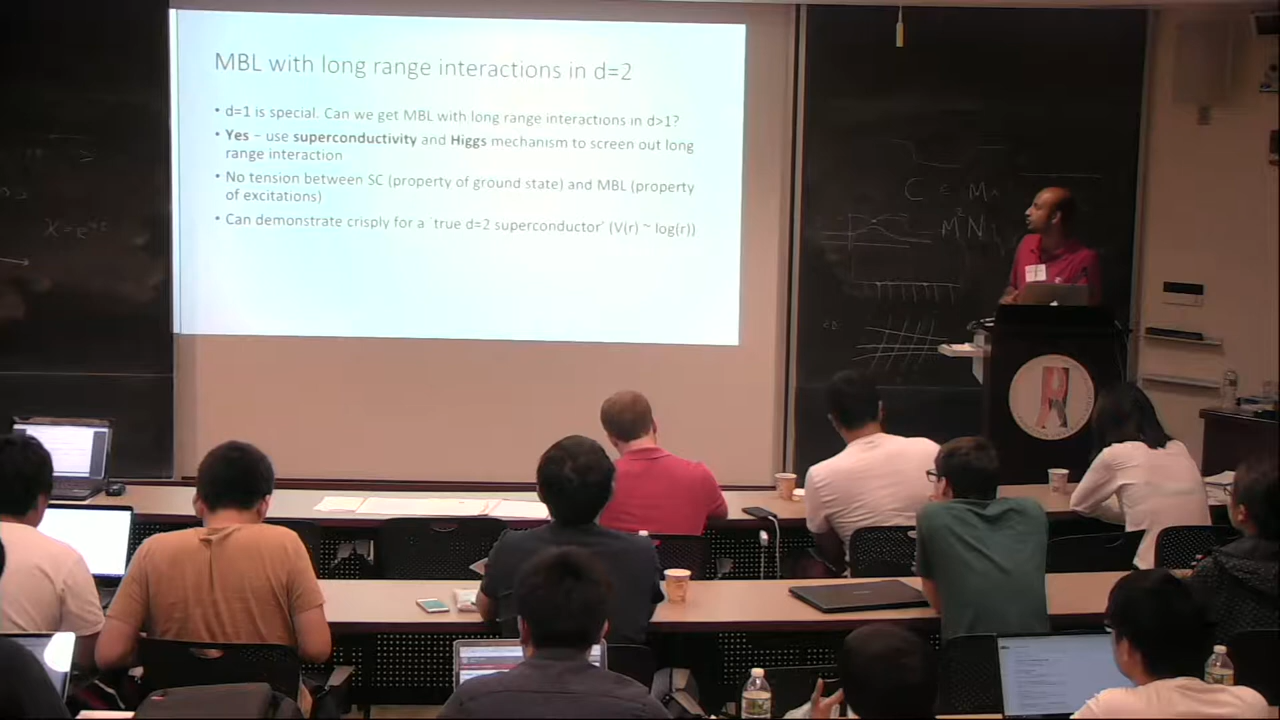 MBL with long range interactions in d=2
• d=1 is special. Can we get MBL with long range interactions in d>1?
• Yes – use superconductivity and Higgs mechanism to screen out long
range interaction
• No tension between SC (property of ground state) and MBL (property
of excitations)
• Can demonstrate crisply for a `true d=2 superconductor' (V(r) ~ log(r))